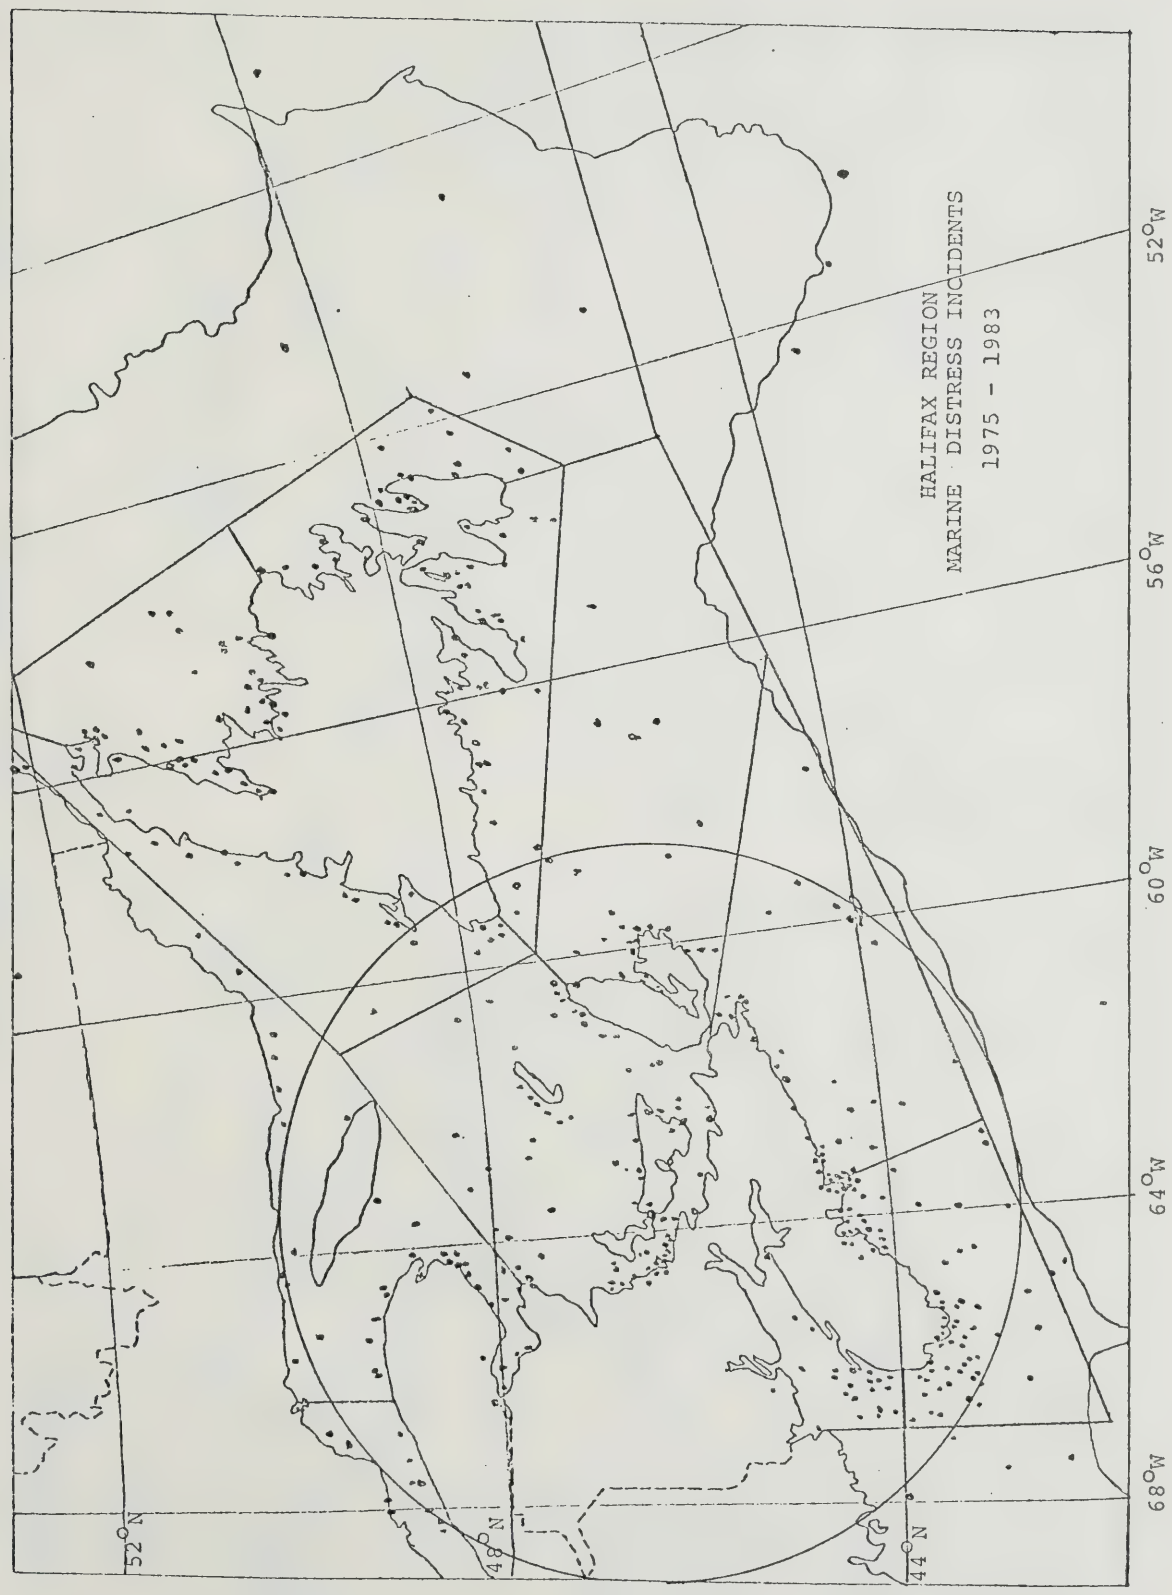 HALIFAX REGION
MARINE DISTRESS INCIDENTS
1975 - 1983
52°N
48°N
44°N
68°W
64°W
60°W
56°W
52°W